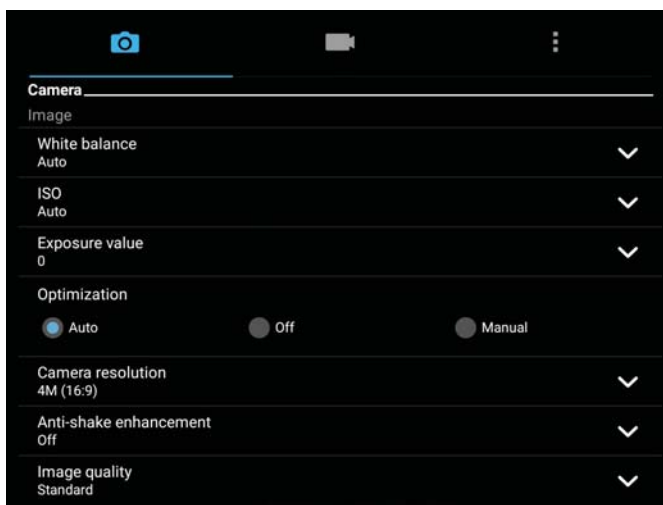 Camera
Image
White balance
Auto
ISO
Auto
Exposure value
0
Optimization
Auto Off Manual
Camera resolution
4M (16:9)
Anti-shake enhancement
Off
Image quality
Standard